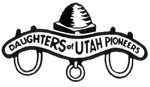 DAUGHTERS of UTAH PIONEERS